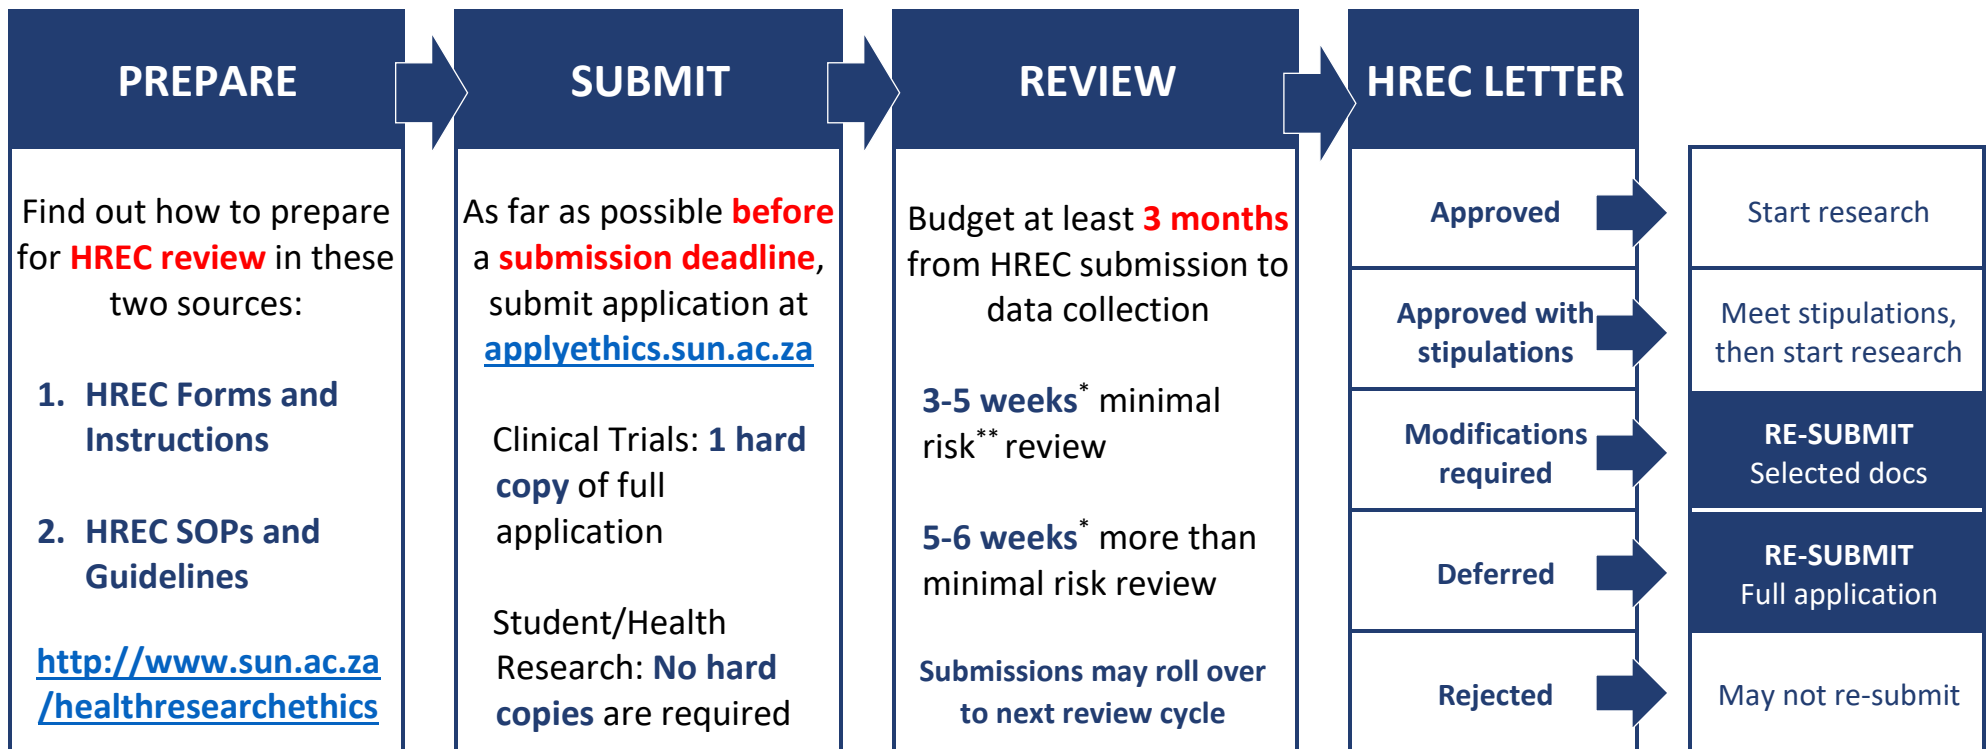 PREPARE
Find out how to prepare
for HREC review in these
two sources:
1. HREC Forms and
Instructions
2. HREC SOPs and
Guidelines
http://www.sun.ac.za
/healthresearchethics
SUBMIT
As far as possible before
a submission deadline,
submit application at
applyethics.sun.ac.za
Clinical Trials: 1 hard
copy of full
application
Student/Health
Research: No hard
copies are required
REVIEW
Budget at least 3 months
from HREC submission to
data collection
3-5 weeks* minimal
risk** review
5-6 weeks* more than
minimal risk review
Submissions may roll over
to next review cycle
HREC LETTER
Approved
Start research
Approved with
stipulations
Meet stipulations,
then start research
Modifications
required
RE-SUBMIT
Selected docs
Deferred
RE-SUBMIT
Full application
Rejected
May not re-submit